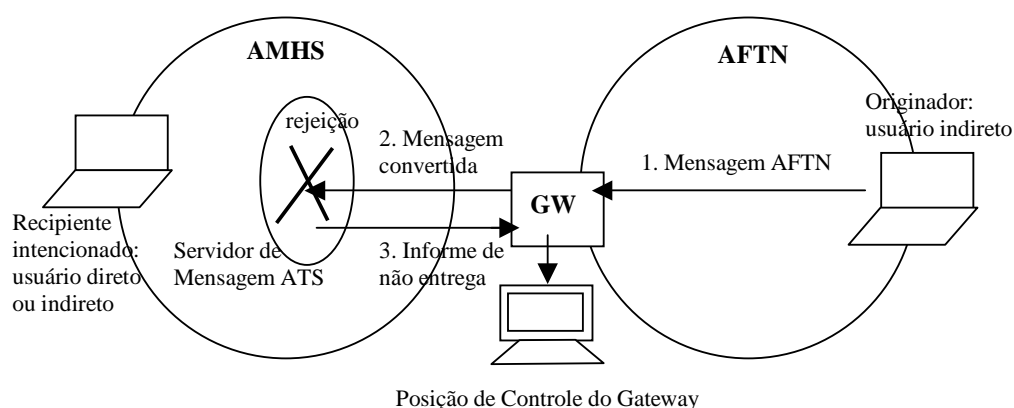 AMHS
AFTN
Originador:
usuário indireto
rejeição
2. Mensagem
convertida
1. Mensagem AFTN
GW
Recipiente
intencionado:
usuário direto
ou indireto
Servidor de
Mensagem ATS
3. Informe de
não entrega
Posição de Controle do Gateway